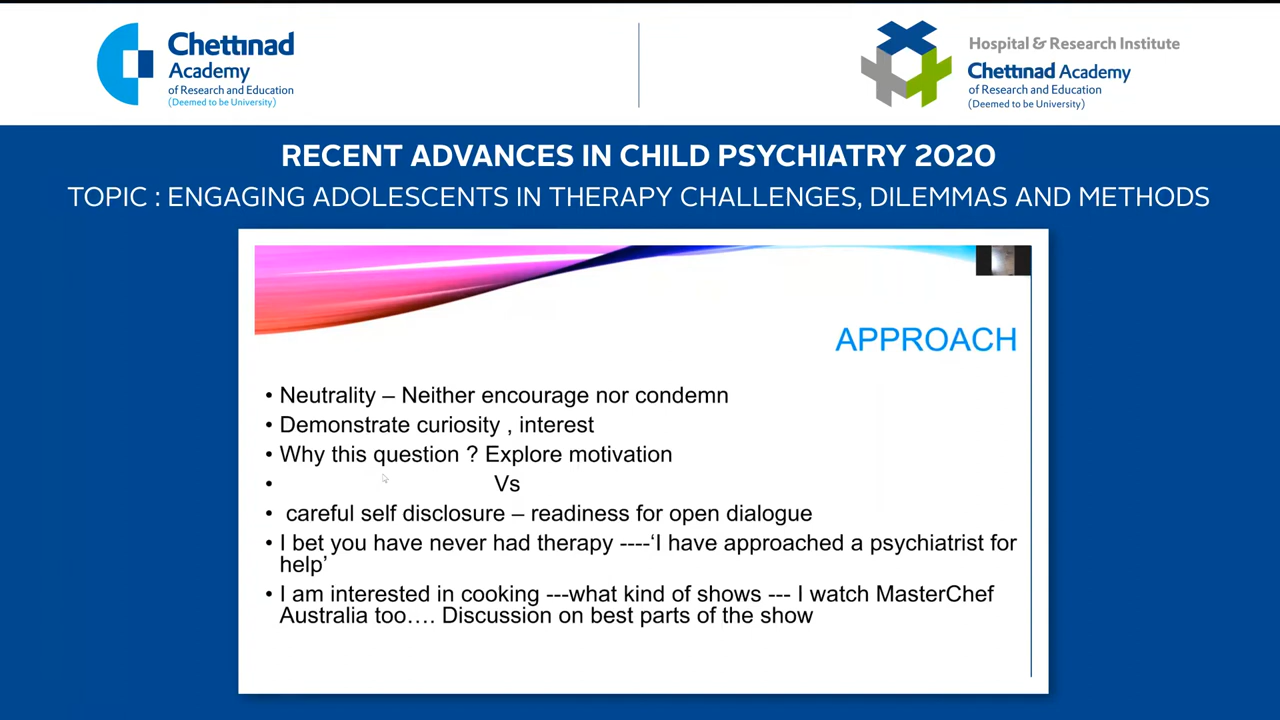 Chettinad
Academy
of Research and Education
(Deemed to be University)
Hospital & Research Institute
Chettinad Academy
of Research and Education
(Deemed to be University)
RECENT ADVANCES IN CHILD PSYCHIATRY 2020
TOPIC : ENGAGING ADOLESCENTS IN THERAPY CHALLENGES, DILEMMAS AND METHODS
APPROACH
• Neutrality – Neither encourage nor condemn
• Demonstrate curiosity , interest
• Why this question ? Explore motivation
• Vs
• careful self disclosure – readiness for open dialogue
• I bet you have never had therapy ----‘I have approached a psychiatrist for
help’
• I am interested in cooking ---what kind of shows --- I watch MasterChef
Australia too…. Discussion on best parts of the show